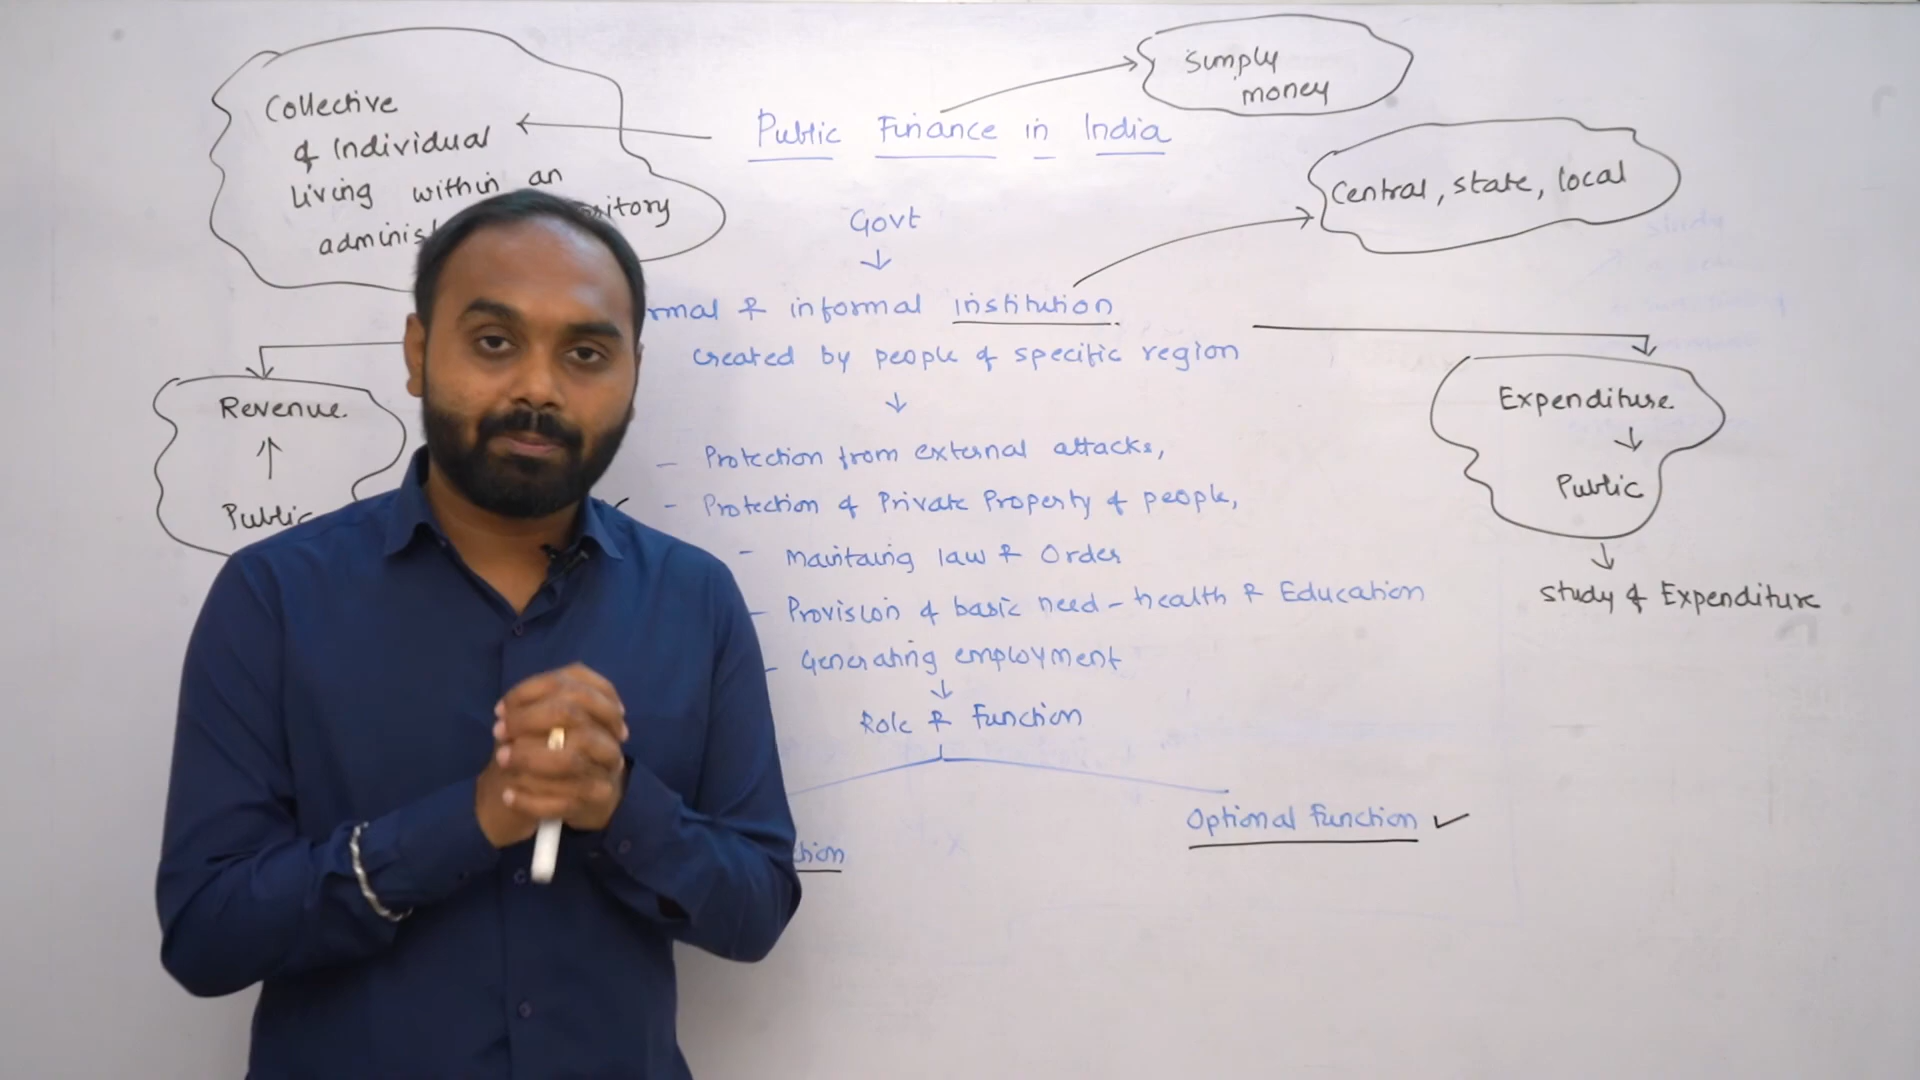 Simply
money
Public Finance in India
Collective
of Individual
living within an
Central, state, local
Govt
& informal institution
created by people of specific region
Revenue
Public
Expenditure
Public
- Protection from external attacks,
- Protection of Private Property of people,
- Maintaing law & Order
- Provision of basic need - health & Education
- Generating employment
study of Expenditure
Role & Function
Optional Function ✓